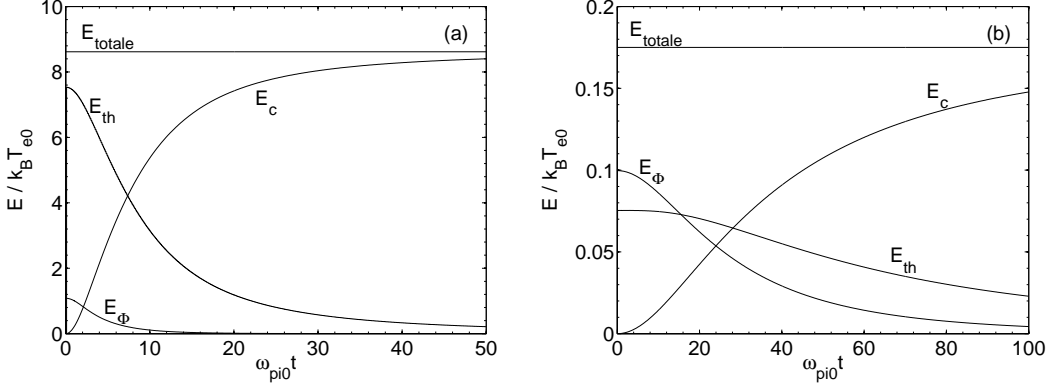 10
8
6
4
2
0
E / k_B T_e0
E_totale
(a)
E_th
E_c
E_Φ
0 10 20 30 40 50
ω_pi0 t
0.2
0.15
0.1
0.05
0
E / k_B T_e0
E_totale
(b)
E_c
E_Φ
E_th
0 20 40 60 80 100
ω_pi0 t